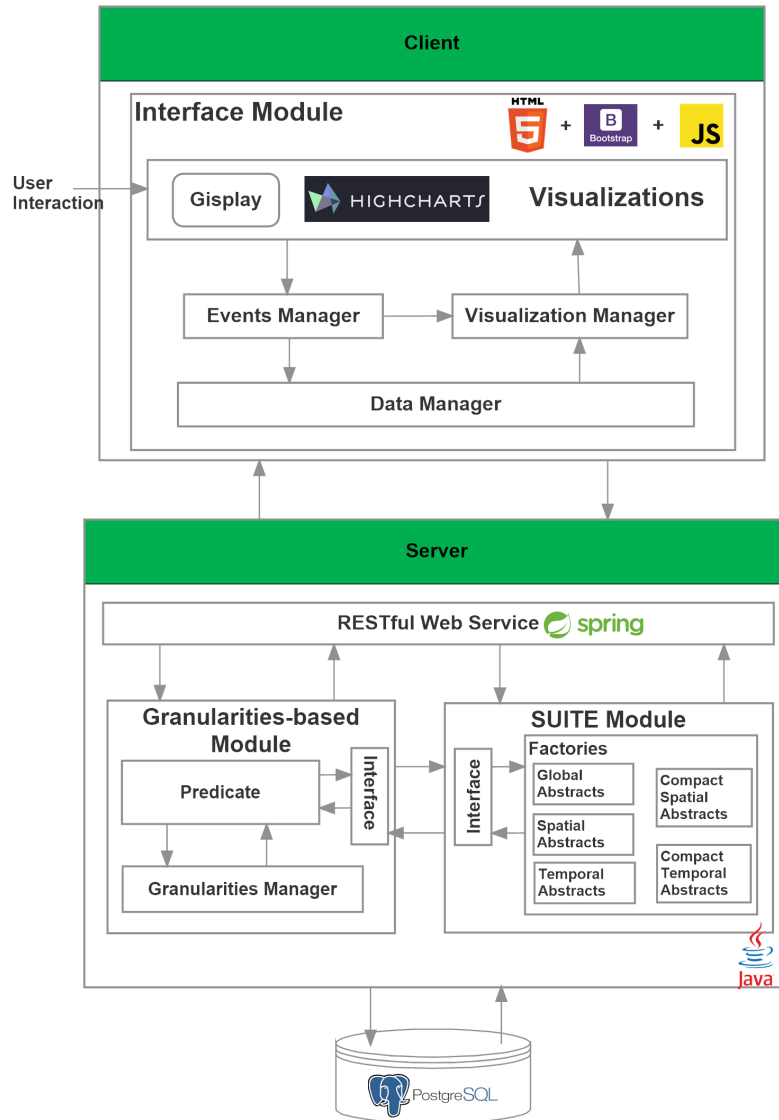 Client
Interface Module
HTML
5
+
B
Bootstrap
+
JS
User
Interaction
Gisplay
HIGHCHARTS
Visualizations
Events Manager
Visualization Manager
Data Manager
Server
RESTful Web Service
spring
Granularities-based
Module
Predicate
Interface
Granularities Manager
SUITE Module
Interface
Factories
Global
Abstracts
Spatial
Abstracts
Temporal
Abstracts
Compact
Spatial
Abstracts
Compact
Temporal
Abstracts
Java
PostgreSQL